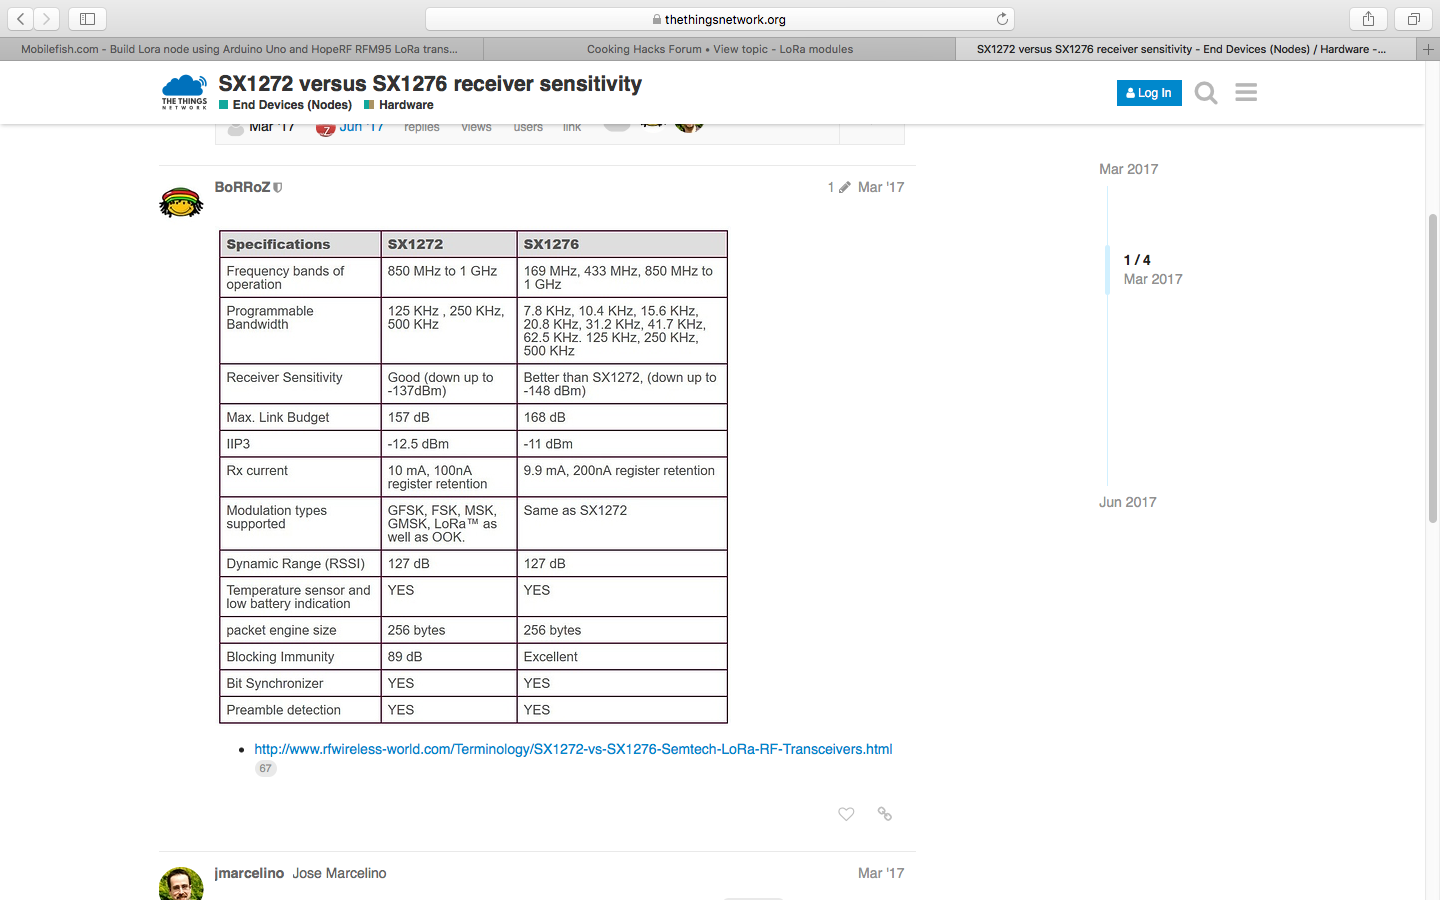 thethingsnetwork.org
Mobilefish.com - Build Lora node using Arduino Uno and HopeRF RFM95 LoRa trans...
Cooking Hacks Forum • View topic - LoRa modules
SX1272 versus SX1276 receiver sensitivity - End Devices (Nodes) / Hardware -...
THE THINGS
NETWORK
SX1272 versus SX1276 receiver sensitivity
End Devices (Nodes) Hardware
Log In
Mar '17 7 Jun '17 replies views users link
BoRRoZ 1 Mar '17
Specifications SX1272 SX1276
Frequency bands of
operation
850 MHz to 1 GHz
169 MHz, 433 MHz, 850 MHz to
1 GHz
Programmable
Bandwidth
125 KHz , 250 KHz,
500 KHz
7.8 KHz, 10.4 KHz, 15.6 KHz,
20.8 KHz, 31.2 KHz, 41.7 KHz,
62.5 KHz. 125 KHz, 250 KHz,
500 KHz
Receiver Sensitivity
Good (down up to
-137dBm)
Better than SX1272, (down up to
-148 dBm)
Max. Link Budget 157 dB 168 dB
IIP3 -12.5 dBm -11 dBm
Rx current
10 mA, 100nA
register retention
9.9 mA, 200nA register retention
Modulation types
supported
GFSK, FSK, MSK,
GMSK, LoRa™ as
well as OOK.
Same as SX1272
Dynamic Range (RSSI) 127 dB 127 dB
Temperature sensor and
low battery indication
YES YES
packet engine size 256 bytes 256 bytes
Blocking Immunity 89 dB Excellent
Bit Synchronizer YES YES
Preamble detection YES YES
• http://www.rfwireless-world.com/Terminology/SX1272-vs-SX1276-Semtech-LoRa-RF-Transceivers.html
67
jmarcelino Jose Marcelino Mar '17
Mar 2017
1 / 4
Mar 2017
Jun 2017